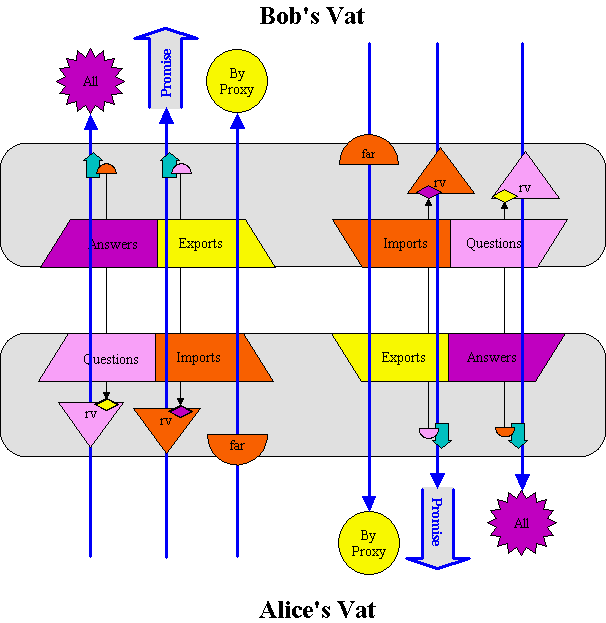 Bob's Vat
All
Promise
By
Proxy
far
rv
rv
Answers
Exports
Imports
Questions
Questions
Imports
Exports
Answers
rv
rv
far
By
Proxy
Promise
All
Alice's Vat